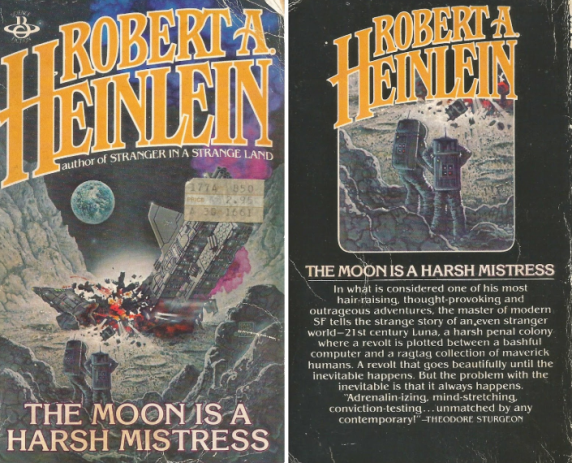 ROBERT A.
HEINLEIN
author of STRANGER IN A STRANGE LAND
THE MOON IS A
HARSH MISTRESS
ROBERT A.
HEINLEIN
THE MOON IS A HARSH MISTRESS
In what is considered one of his most
hair-raising, thought-provoking and
outrageous adventures, the master of modern
SF tells the strange story of an even stranger
world—21st century Luna, a harsh penal colony
where a revolt is plotted between a bashful
computer and a ragtag collection of maverick
humans. A revolt that goes beautifully until the
inevitable happens. But the problem with the
inevitable is that it always happens.
"Adrenalin-izing, mind-stretching,
conviction-testing...unmatched by any
contemporary!"—THEODORE STURGEON